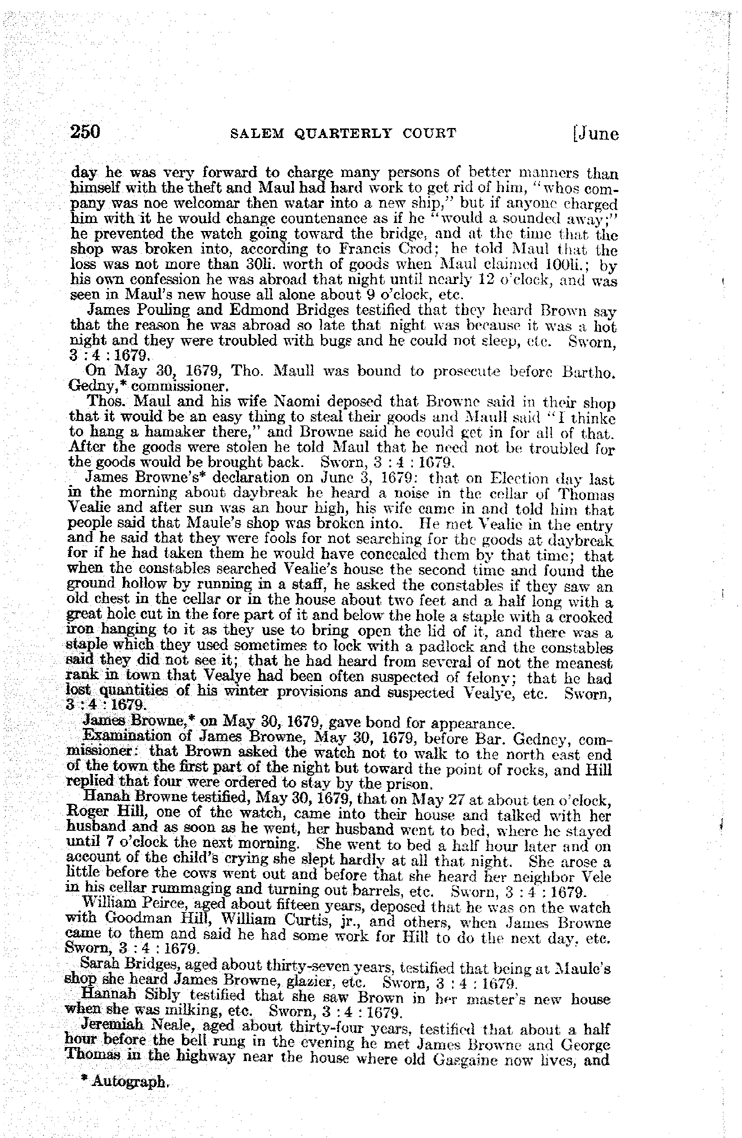 250 SALEM QUARTERLY COURT [June
day he was very forward to charge many persons of better manners than
himself with the theft and Maul had hard work to get rid of him, "whos com-
pany was noe welcomar then watar into a new ship," but if anyone charged
him with it he would change countenance as if he "would a sounded away;"
he prevented the watch going toward the bridge, and at the time that the
shop was broken into, according to Francis Crod; he told Maul that the
loss was not more than 30li. worth of goods when Maul claimed 100li.; by
his own confession he was abroad that night until nearly 12 o'clock, and was
seen in Maul's new house all alone about 9 o'clock, etc.
James Pouling and Edmond Bridges testified that they heard Brown say
that the reason he was abroad so late that night was because it was a hot
night and they were troubled with bugs and he could not sleep, etc. Sworn,
3 : 4 : 1679.
On May 30, 1679, Tho. Maull was bound to prosecute before Bartho.
Gedny,* commissioner.
Thos. Maul and his wife Naomi deposed that Browne said in their shop
that it would be an easy thing to steal their goods and Maull said "I thinke
to hang a hamaker there," and Browne said he could get in for all of that.
After the goods were stolen he told Maul that he need not be troubled for
the goods would be brought back. Sworn, 3 : 4 : 1679.
James Browne's* declaration on June 3, 1679: that on Election day last
in the morning about daybreak he heard a noise in the cellar of Thomas
Vealie and after sun was an hour high, his wife came in and told him that
people said that Maule's shop was broken into. He met Vealie in the entry
and he said that they were fools for not searching for the goods at daybreak
for if he had taken them he would have concealed them by that time; that
when the constables searched Vealie's house the second time and found the
ground hollow by running in a staff, he asked the constables if they saw an
old chest in the cellar or in the house about two feet and a half long with a
great hole cut in the fore part of it and below the hole a staple with a crooked
iron hanging to it as they use to bring open the lid of it, and there was a
staple which they used sometimes to lock with a padlock and the constables
said they did not see it; that he had heard from several of not the meanest
rank in town that Vealye had been often suspected of felony; that he had
lost quantities of his winter provisions and suspected Vealye, etc. Sworn,
3 : 4 : 1679.
James Browne,* on May 30, 1679, gave bond for appearance.
Examination of James Browne, May 30, 1679, before Bar. Gedney, com-
missioner: that Brown asked the watch not to walk to the north east end
of the town the first part of the night but toward the point of rocks, and Hill
replied that four were ordered to stay by the prison.
Hanah Browne testified, May 30, 1679, that on May 27 at about ten o'clock,
Roger Hill, one of the watch, came into their house and talked with her
husband and as soon as he went, her husband went to bed, where he stayed
until 7 o'clock the next morning. She went to bed a half hour later and on
account of the child's crying she slept hardly at all that night. She arose a
little before the cows went out and before that she heard her neighbor Vele
in his cellar rummaging and turning out barrels, etc. Sworn, 3 : 4 : 1679.
William Peirce, aged about fifteen years, deposed that he was on the watch
with Goodman Hill, William Curtis, jr., and others, when James Browne
came to them and said he had some work for Hill to do the next day, etc.
Sworn, 3 : 4 : 1679.
Sarah Bridges, aged about thirty-seven years, testified that being at Maule's
shop she heard James Browne, glazier, etc. Sworn, 3 : 4 : 1679.
Hannah Sibly testified that she saw Brown in her master's new house
when she was milking, etc. Sworn, 3 : 4 : 1679.
Jeremiah Neale, aged about thirty-four years, testified that about a half
hour before the bell rung in the evening he met James Browne and George
Thomas in the highway near the house where old Gaskaine now lives, and
* Autograph.